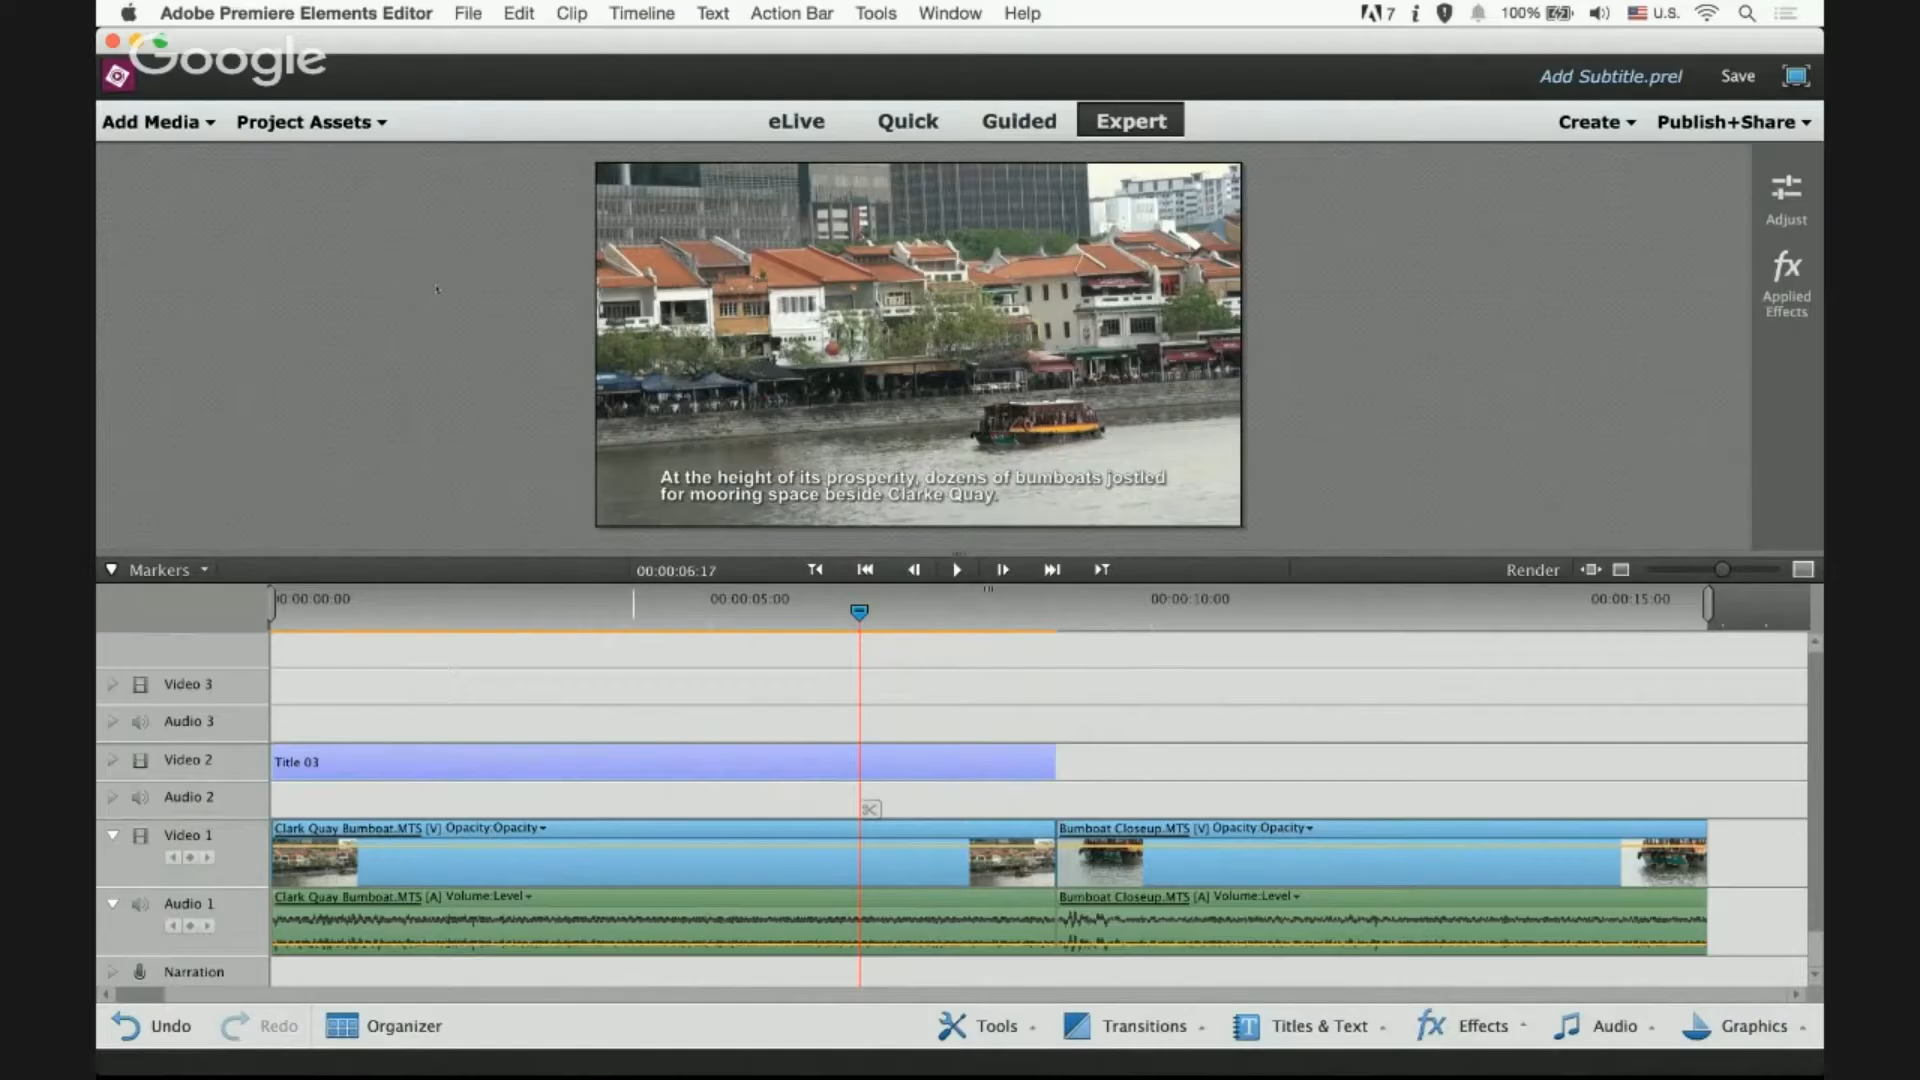 Adobe Premiere Elements Editor File Edit Clip Timeline Text Action Bar Tools Window Help
7 100% U.S.
Google
Add Subtitle.prel Save
Add Media Project Assets eLive Quick Guided Expert Create Publish+Share
Adjust
fx
Applied
Effects
At the height of its prosperity, dozens of bumboats jostled
for mooring space beside Clarke Quay.
Markers 00:00:06:17 Render
00:00:00:00 00:00:05:00 00:00:10:00 00:00:15:00
Video 3
Audio 3
Video 2 Title 03
Audio 2
Clark Quay Bumboat.MTS [V] Opacity:Opacity Bumboat Closeup.MTS [V] Opacity:Opacity
Video 1
Clark Quay Bumboat.MTS [A] Volume:Level Bumboat Closeup.MTS [A] Volume:Level
Audio 1
Narration
Undo Redo Organizer Tools Transitions T Titles & Text fx Effects Audio Graphics